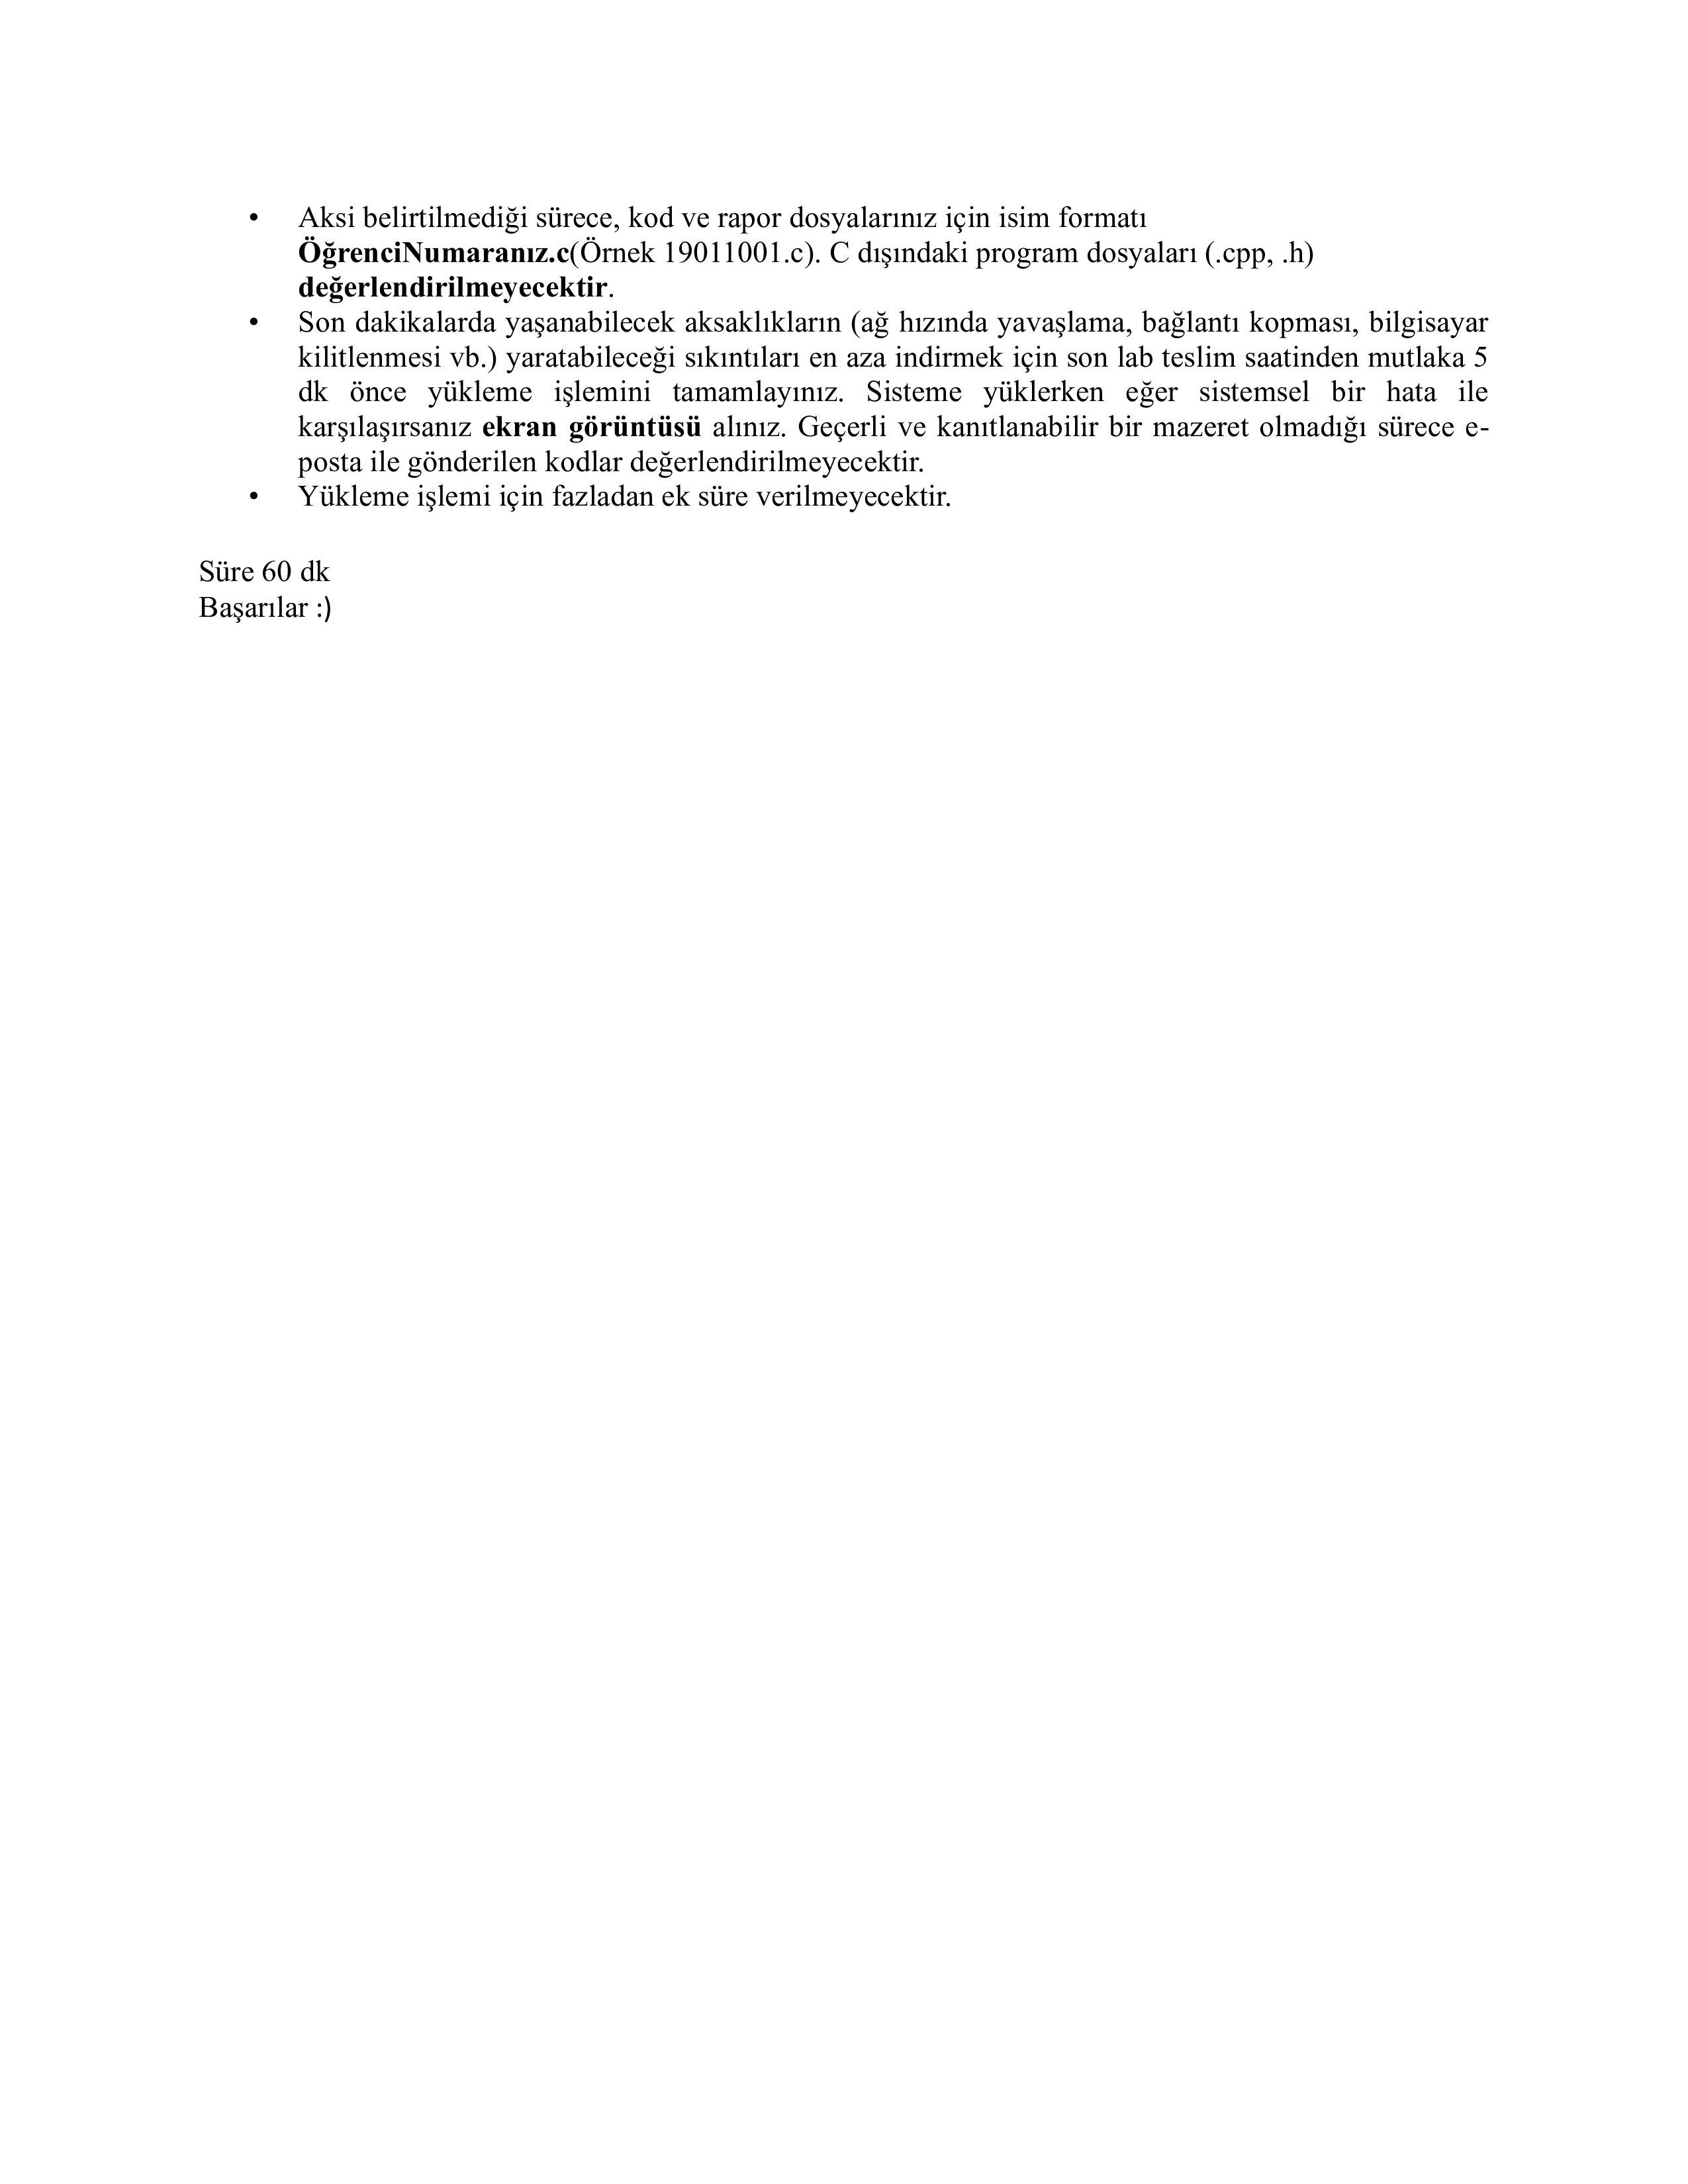 • Aksi belirtilmediği sürece, kod ve rapor dosyalarınız için isim formatı
ÖğrenciNumaranız.c(Örnek 19011001.c). C dışındaki program dosyaları (.cpp, .h)
değerlendirilmeyecektir.
• Son dakikalarda yaşanabilecek aksaklıkların (ağ hızında yavaşlama, bağlantı kopması, bilgisayar
kilitlenmesi vb.) yaratabileceği sıkıntıları en aza indirmek için son lab teslim saatinden mutlaka 5
dk önce yükleme işlemini tamamlayınız. Sisteme yüklerken eğer sistemsel bir hata ile
karşılaşırsanız ekran görüntüsü alınız. Geçerli ve kanıtlanabilir bir mazeret olmadığı sürece e-
posta ile gönderilen kodlar değerlendirilmeyecektir.
• Yükleme işlemi için fazladan ek süre verilmeyecektir.
Süre 60 dk
Başarılar :)